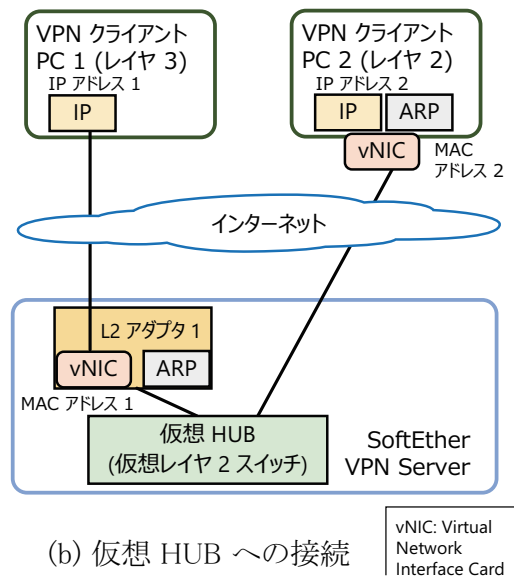 VPN クライアント
PC 1 (レイヤ 3)
IP アドレス 1
IP
VPN クライアント
PC 2 (レイヤ 2)
IP アドレス 2
IP
ARP
vNIC
MAC
アドレス 2
インターネット
L2 アダプタ 1
vNIC
ARP
MAC アドレス 1
仮想 HUB
(仮想レイヤ 2 スイッチ)
SoftEther
VPN Server
(b) 仮想 HUB への接続
vNIC: Virtual
Network
Interface Card